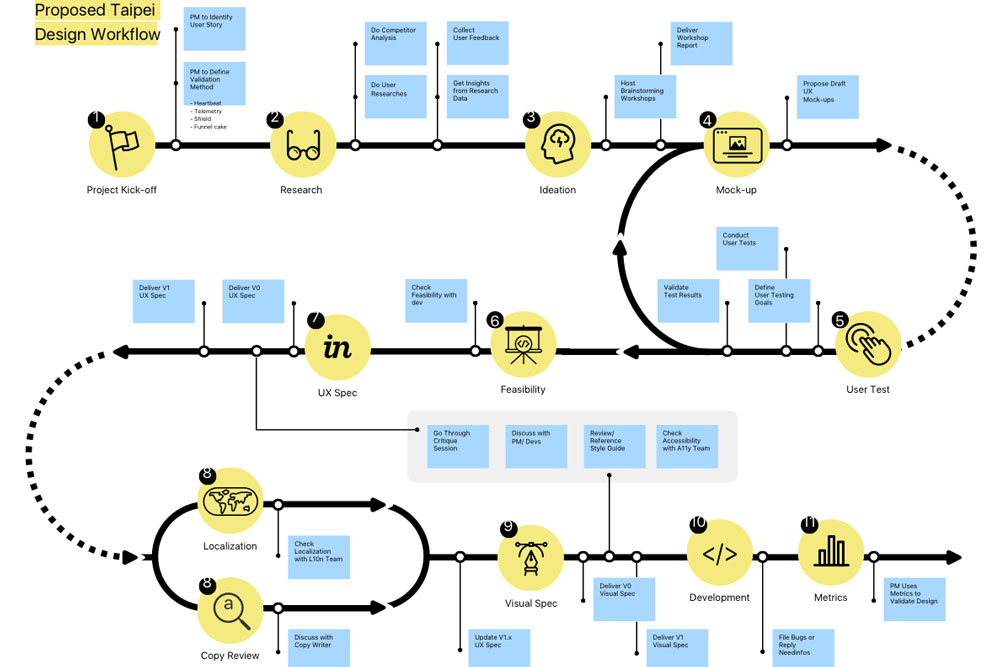 Proposed Taipei
Design Workflow
PM to Identify
User Story
PM to Define
Validation
Method
- Heartbeat
- Telemetry
- Shield
- Funnel cake
1
Project Kick-off
2
Research
Do Competitor
Analysis
Do User
Researches
Collect
User Feedback
Get Insights
from Research
Data
3
Ideation
Host
Brainstorming
Workshops
Deliver
Workshop
Report
4
Mock-up
Propose Draft
UX
Mock-ups
Conduct
User Tests
Validate
Test Results
Define
User Testing
Goals
5
User Test
Check
Feasibility with
dev
6
Feasibility
Deliver V1
UX Spec
Deliver V0
UX Spec
7
in
UX Spec
Go Through
Critique
Session
Discuss with
PM/ Devs
Review/
Reference
Style Guide
Check
Accessibility
with A11y Team
8
Localization
Check
Localization
with L10n Team
8
a
Copy Review
Discuss with
Copy Writer
9
Visual Spec
Update V1.x
UX Spec
Deliver V0
Visual Spec
Deliver V1
Visual Spec
10
</>
Development
File Bugs or
Reply
Needinfos
11
Metrics
PM Uses
Metrics to
Validate Design